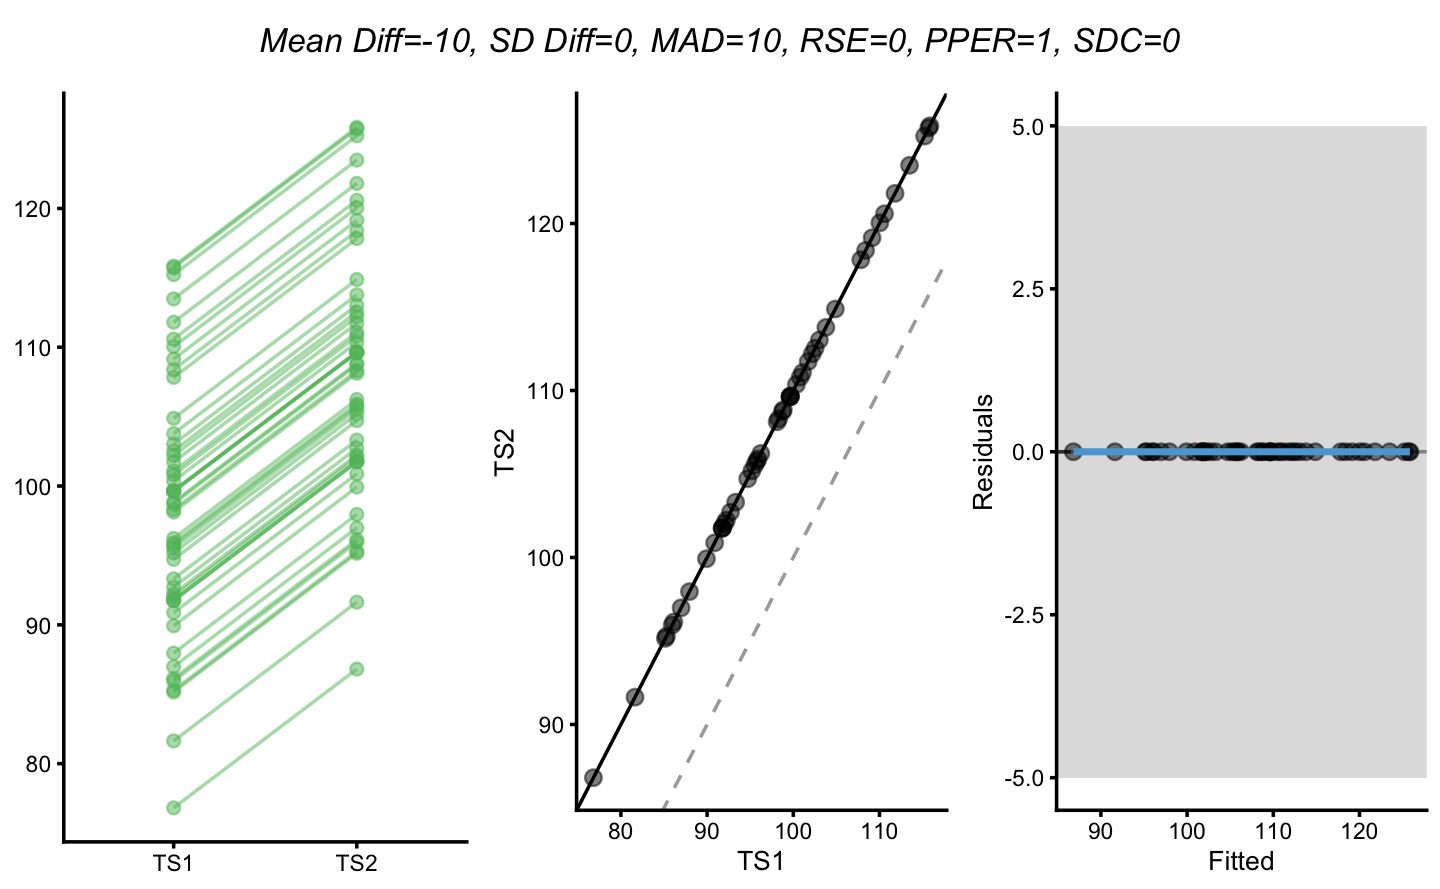 Mean Diff=-10, SD Diff=0, MAD=10, RSE=0, PPER=1, SDC=0
120
110
100
90
80
TS1 TS2
TS2
120
110
100
90
80 90 100 110
TS1
Residuals
5.0
2.5
0.0
-2.5
-5.0
90 100 110 120
Fitted